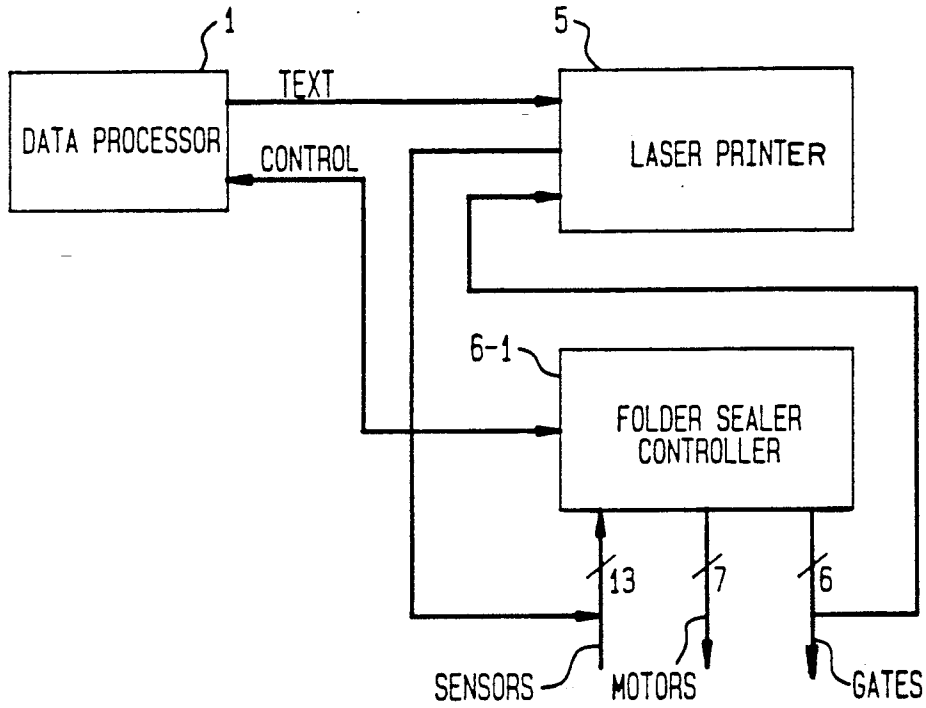 1
5
TEXT
DATA PROCESSOR
CONTROL
LASER PRINTER
6-1
FOLDER SEALER
CONTROLLER
13
7
6
SENSORS
MOTORS
GATES